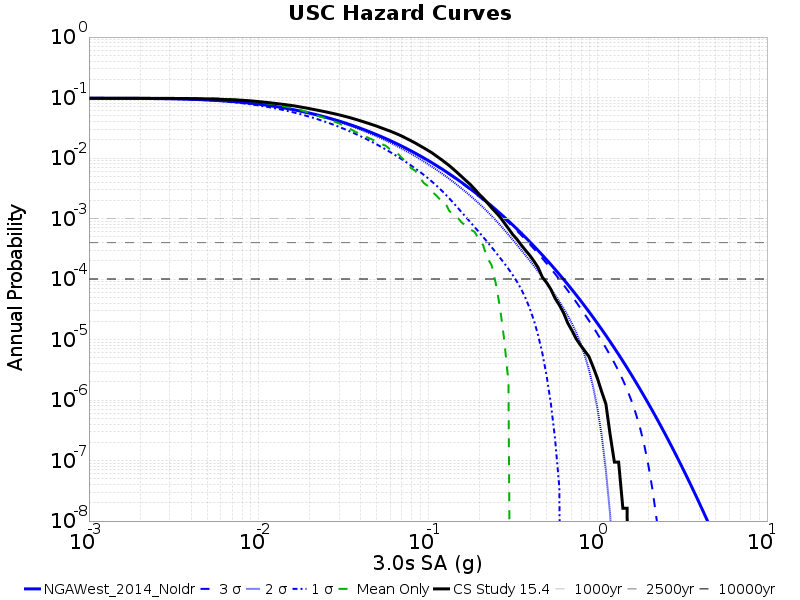 USC Hazard Curves
10^0
10^-1
10^-2
10^-3
10^-4
10^-5
10^-6
10^-7
10^-8
Annual Probability
10^-3 10^-2 10^-1 10^0 10^1
3.0s SA (g)
NGAWest_2014_NoIdr 3 σ 2 σ 1 σ Mean Only CS Study 15.4 1000yr 2500yr 10000yr